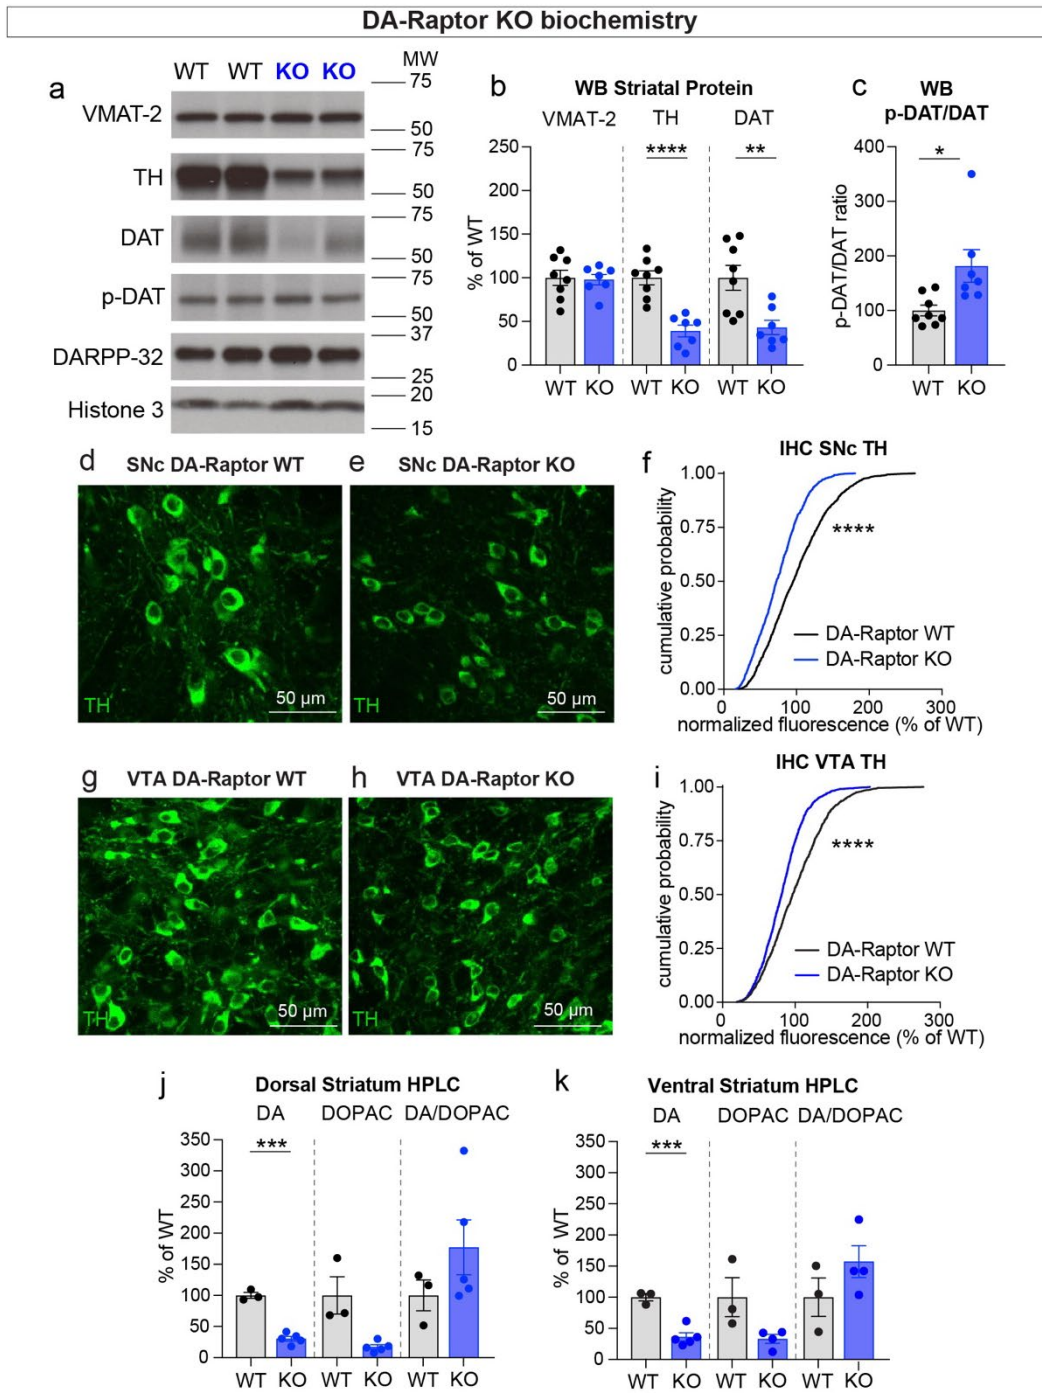 DA-Raptor KO biochemistry
a
WT WT KO KO MW
VMAT-2
75
50
TH
75
50
DAT
75
50
p-DAT
75
50
DARPP-32
37
25
Histone 3
20
15
b WB Striatal Protein
VMAT-2 TH DAT
**** **
% of WT
250
200
150
100
50
0
WT KO WT KO WT KO
c WB
p-DAT/DAT
*
p-DAT/DAT ratio
400
300
200
100
0
WT KO
d SNc DA-Raptor WT
TH 50 µm
e SNc DA-Raptor KO
TH 50 µm
f IHC SNc TH
cumulative probability
1.00
0.75
0.50
0.25
0.00
****
DA-Raptor WT
DA-Raptor KO
0 100 200 300
normalized fluorescence (% of WT)
g VTA DA-Raptor WT
TH 50 µm
h VTA DA-Raptor KO
TH 50 µm
i IHC VTA TH
cumulative probability
1.00
0.75
0.50
0.25
0.00
****
DA-Raptor WT
DA-Raptor KO
0 100 200 300
normalized fluorescence (% of WT)
j Dorsal Striatum HPLC
DA DOPAC DA/DOPAC
***
% of WT
350
300
250
200
150
100
50
0
WT KO WT KO WT KO
k Ventral Striatum HPLC
DA DOPAC DA/DOPAC
***
% of WT
350
300
250
200
150
100
50
0
WT KO WT KO WT KO